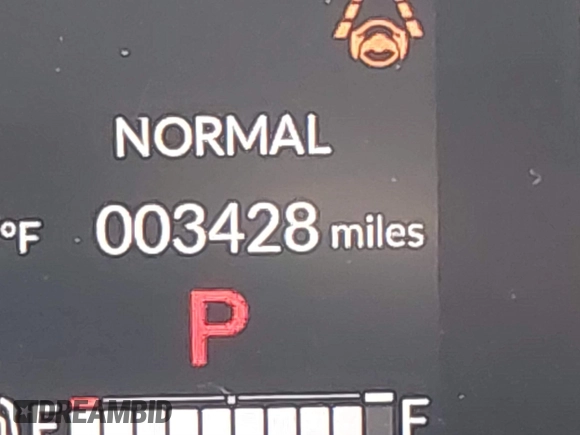 NORMAL
°F 003428 miles
P
E F
DREAMBID